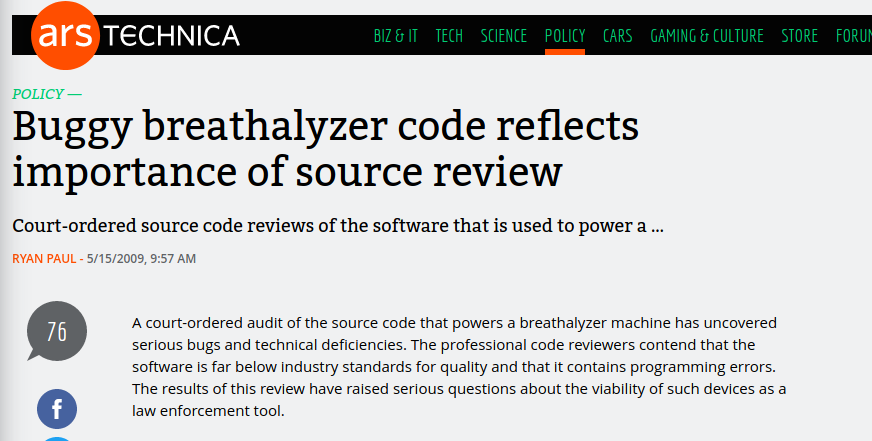 ars TECHNICA
BIZ & IT TECH SCIENCE POLICY CARS GAMING & CULTURE STORE FORUM
POLICY —
Buggy breathalyzer code reflects
importance of source review
Court-ordered source code reviews of the software that is used to power a ...
RYAN PAUL - 5/15/2009, 9:57 AM
76
A court-ordered audit of the source code that powers a breathalyzer machine has uncovered
serious bugs and technical deficiencies. The professional code reviewers contend that the
software is far below industry standards for quality and that it contains programming errors.
The results of this review have raised serious questions about the viability of such devices as a
law enforcement tool.
f